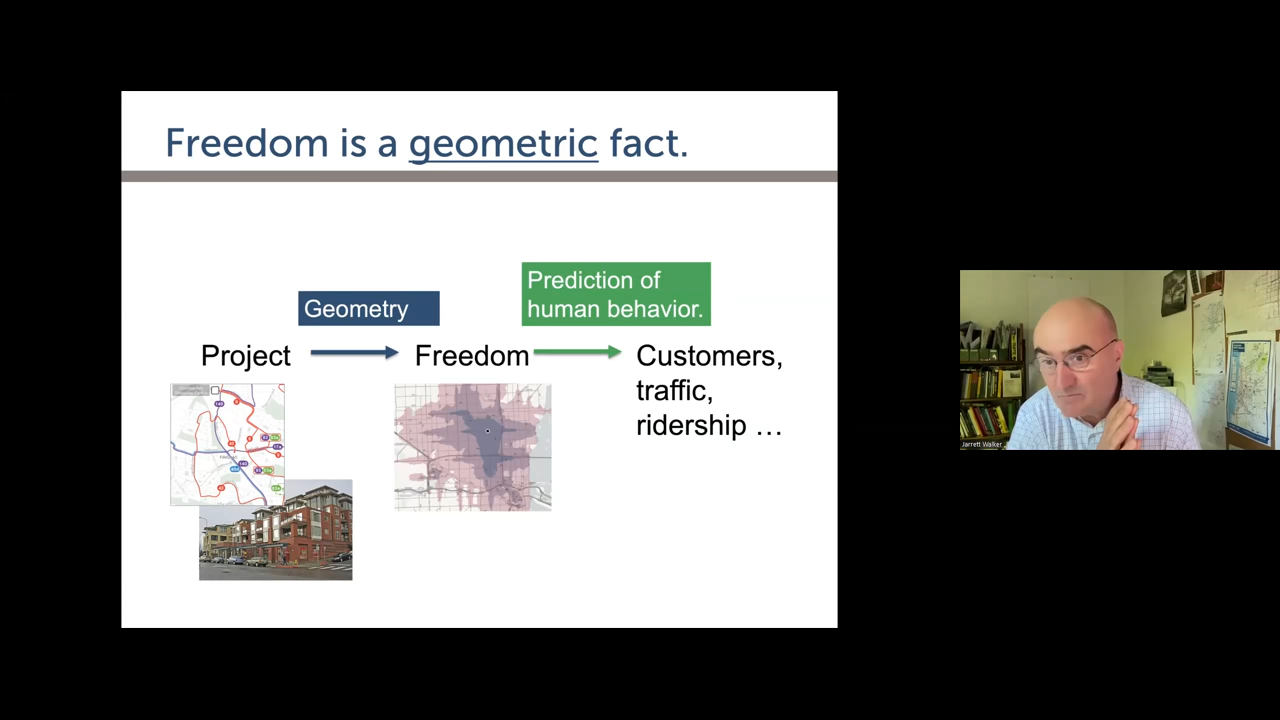 Freedom is a geometric fact.
Prediction of
human behavior.
Geometry
Project
Freedom
Customers,
traffic,
ridership …
Jarrett Walker